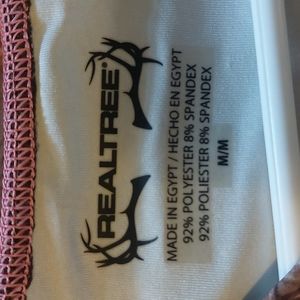 REALTREE®
MADE IN EGYPT / HECHO EN EGYPT
92% POLYESTER 8% SPANDEX
92% POLIESTER 8% SPANDEX
M/M